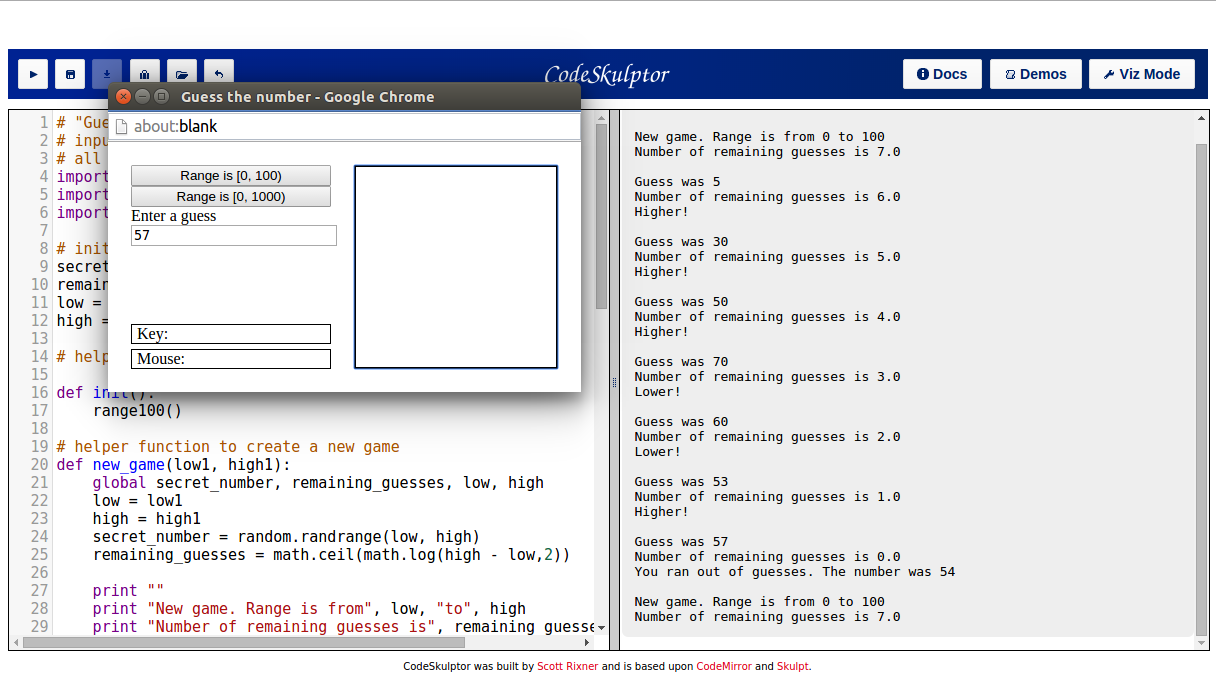 CodeSkulptor
Docs
Demos
Viz Mode
Guess the number - Google Chrome
about:blank
Range is [0, 100)
Range is [0, 1000)
Enter a guess
57
Key:
Mouse:
1 # "Gue
2 # inpu
3 # all
4 import
5 import
6 import
7
8 # init
9 secret
10 remain
11 low =
12 high =
13
14 # help
15
16 def init():
17 range100()
18
19 # helper function to create a new game
20 def new_game(low1, high1):
21 global secret_number, remaining_guesses, low, high
22 low = low1
23 high = high1
24 secret_number = random.randrange(low, high)
25 remaining_guesses = math.ceil(math.log(high - low,2))
26
27 print ""
28 print "New game. Range is from", low, "to", high
29 print "Number of remaining guesses is", remaining_guesse
New game. Range is from 0 to 100
Number of remaining guesses is 7.0
Guess was 5
Number of remaining guesses is 6.0
Higher!
Guess was 30
Number of remaining guesses is 5.0
Higher!
Guess was 50
Number of remaining guesses is 4.0
Higher!
Guess was 70
Number of remaining guesses is 3.0
Lower!
Guess was 60
Number of remaining guesses is 2.0
Lower!
Guess was 53
Number of remaining guesses is 1.0
Higher!
Guess was 57
Number of remaining guesses is 0.0
You ran out of guesses. The number was 54
New game. Range is from 0 to 100
Number of remaining guesses is 7.0
CodeSkulptor was built by Scott Rixner and is based upon CodeMirror and Skulpt.